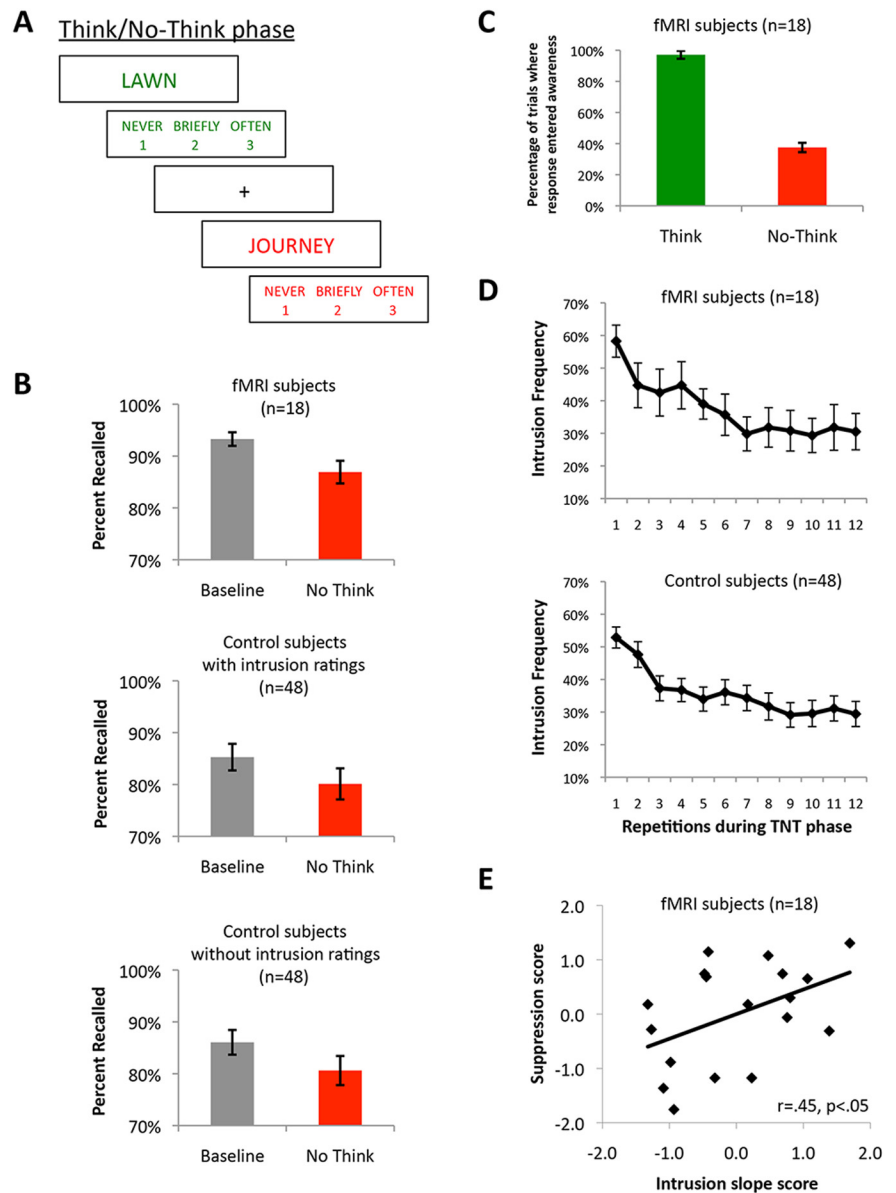 A
Think/No-Think phase
LAWN
NEVER BRIEFLY OFTEN
1 2 3
+
JOURNEY
NEVER BRIEFLY OFTEN
1 2 3
B
fMRI subjects
(n=18)
Percent Recalled
100%
90%
80%
70%
Baseline No Think
Control subjects
with intrusion ratings
(n=48)
Percent Recalled
100%
90%
80%
70%
Baseline No Think
Control subjects
without intrusion ratings
(n=48)
Percent Recalled
100%
90%
80%
70%
Baseline No Think
C
fMRI subjects (n=18)
Percentage of trials where
response entered awareness
100%
80%
60%
40%
20%
0%
Think No-Think
D
fMRI subjects (n=18)
Intrusion Frequency
70%
60%
50%
40%
30%
20%
10%
1 2 3 4 5 6 7 8 9 10 11 12
Control subjects (n=48)
Intrusion Frequency
70%
60%
50%
40%
30%
20%
10%
1 2 3 4 5 6 7 8 9 10 11 12
Repetitions during TNT phase
E
fMRI subjects (n=18)
Suppression score
2.0
1.0
0.0
-1.0
-2.0
r=.45, p<.05
-2.0 -1.0 0.0 1.0 2.0
Intrusion slope score